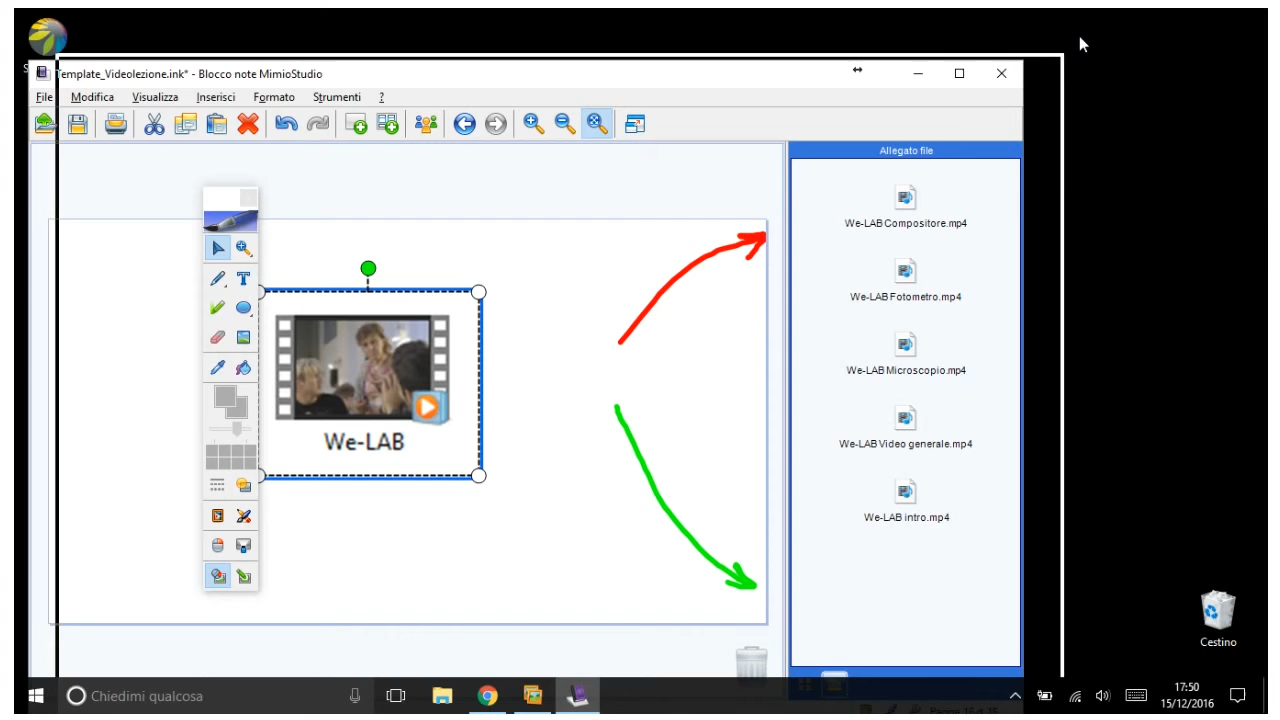 Template_Videolezione.ink* - Blocco note MimioStudio
File Modifica Visualizza Inserisci Formato Strumenti ?
Allegato file
We-LAB Compositore.mp4
We-LAB Fotometro.mp4
We-LAB Microscopio.mp4
We-LAB Video generale.mp4
We-LAB intro.mp4
T
We-LAB
Cestino
Chiedimi qualcosa
17:50
15/12/2016